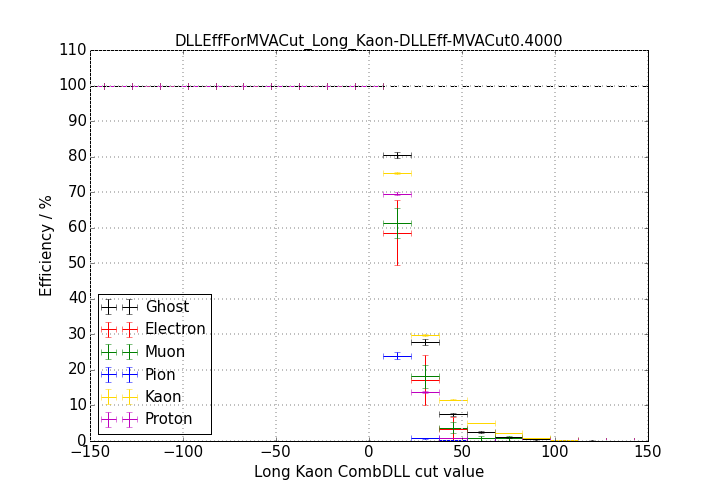 DLLEffForMVACut_Long_Kaon-DLLEff-MVACut0.4000
110
100
90
80
70
60
50
40
30
20
10
0
Efficiency / %
Ghost
Electron
Muon
Pion
Kaon
Proton
−150 −100 −50 0 50 100 150
Long Kaon CombDLL cut value